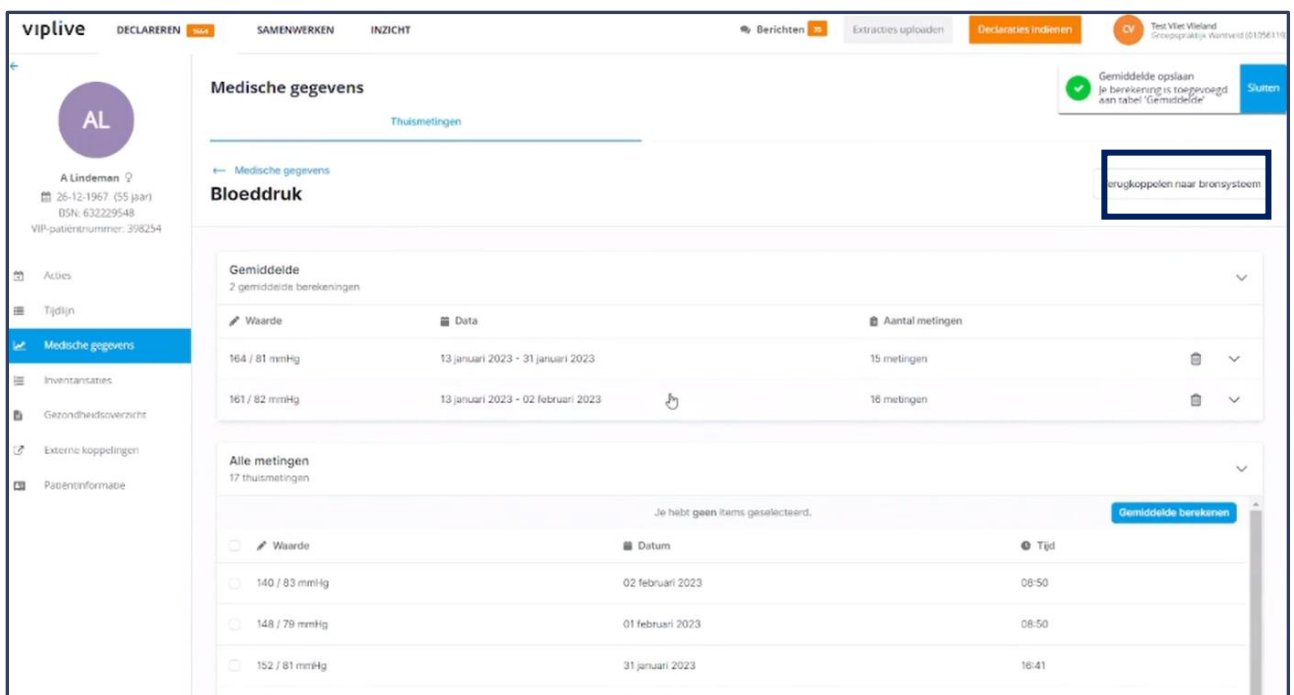 viplive DECLAREREN SAMENWERKEN INZICHT Berichten 35 Extracties uploaden Declaraties indienen CV Test Vliet Vlieland
Groepspraktijk (01056119)
Medische gegevens
Gemiddelde opslaan
Je berekening is toegevoegd
aan tabel 'Gemiddelde'
Sluiten
AL
Thuismetingen
A Lindeman
26-12-1967 (55 jaar)
BSN: 632229548
VIP-patiëntnummer: 398254
← Medische gegevens
Bloeddruk
erugkoppelen naar bronsysteem
Acties
Tijdlijn
Medische gegevens
Inventarisaties
Gezondheidsoverzicht
Externe koppelingen
Patiëntinformatie
Gemiddelde
2 gemiddelde berekeningen
Waarde Data Aantal metingen
164 / 81 mmHg 13 januari 2023 - 31 januari 2023 15 metingen
161 / 82 mmHg 13 januari 2023 - 02 februari 2023 16 metingen
Alle metingen
17 thuismetingen
Je hebt geen items geselecteerd. Gemiddelde berekenen
Waarde Datum Tijd
140 / 83 mmHg 02 februari 2023 08:50
148 / 79 mmHg 01 februari 2023 08:50
152 / 81 mmHg 31 januari 2023 16:41